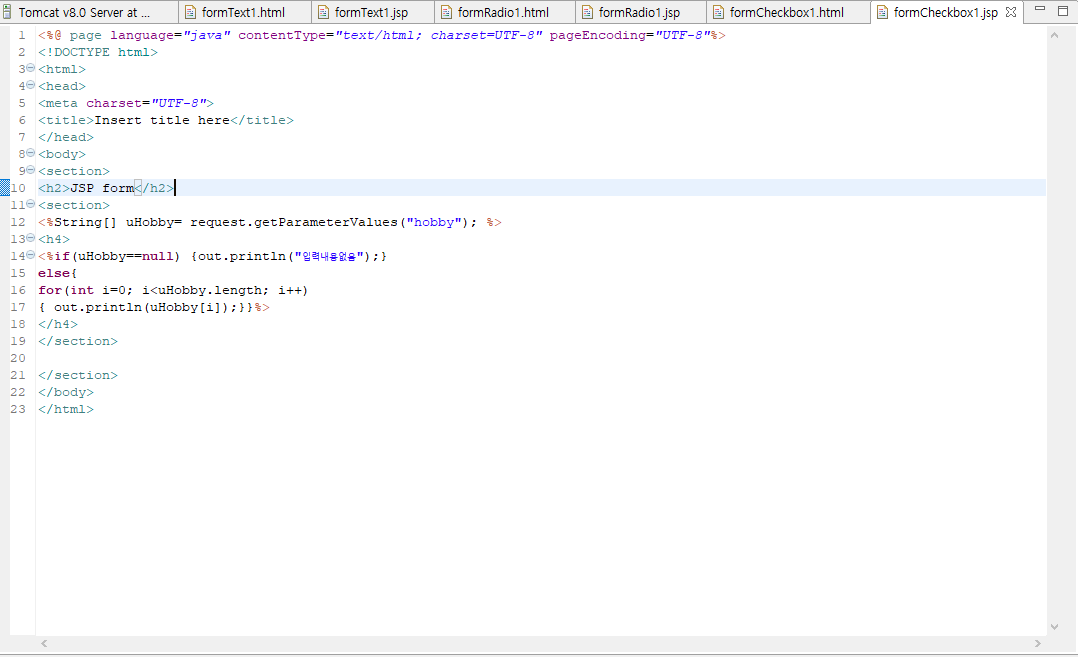 Tomcat v8.0 Server at ... formText1.html formText1.jsp formRadio1.html formRadio1.jsp formCheckbox1.html formCheckbox1.jsp
1 <%@ page language="java" contentType="text/html; charset=UTF-8" pageEncoding="UTF-8"%>
2 <!DOCTYPE html>
3 <html>
4 <head>
5 <meta charset="UTF-8">
6 <title>Insert title here</title>
7 </head>
8 <body>
9 <section>
10 <h2>JSP form</h2>
11 <section>
12 <%String[] uHobby= request.getParameterValues("hobby"); %>
13 <h4>
14 <%if(uHobby==null) {out.println("입력내용없음");}
15 else{
16 for(int i=0; i<uHobby.length; i++)
17 { out.println(uHobby[i]);}}%>
18 </h4>
19 </section>
20
21 </section>
22 </body>
23 </html>